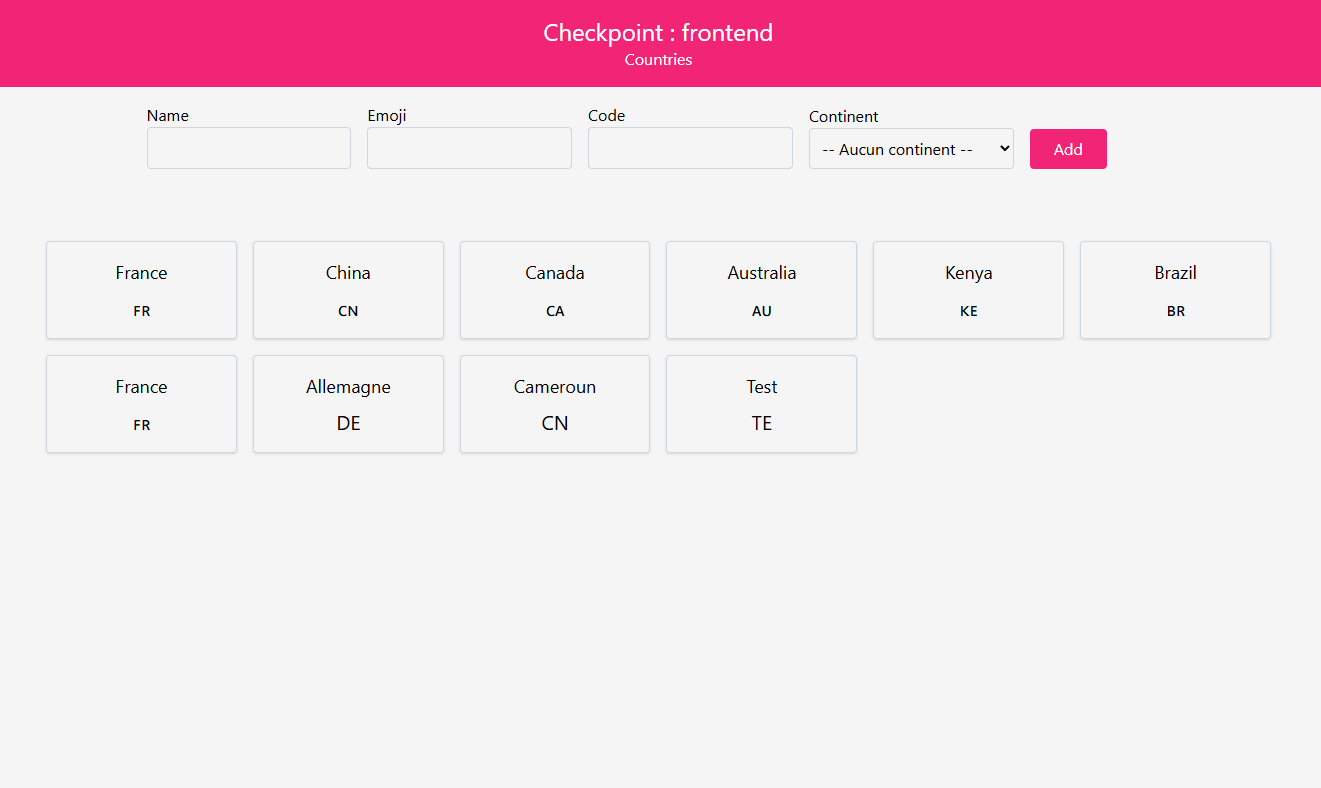 Checkpoint : frontend
Countries
Name
Emoji
Code
Continent
-- Aucun continent --
Add
France
FR
China
CN
Canada
CA
Australia
AU
Kenya
KE
Brazil
BR
France
FR
Allemagne
DE
Cameroun
CN
Test
TE